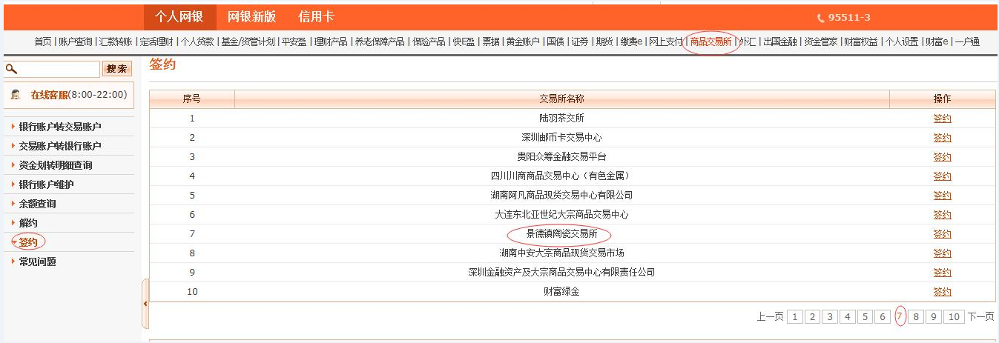 个人网银 网银新版 信用卡 95511-3
首页 | 账户查询 | 汇款转账 | 定活理财 | 个人贷款 | 基金/资管计划 | 平安盈 | 理财产品 | 养老保障产品 | 保险产品 | 快E盈 | 票据 | 黄金账户 | 国债 | 证券 | 期货 | 缴费e | 网上支付 | 商品交易所 | 外汇 | 出国金融 | 资金管家 | 财富权益 | 个人设置 | 财富e | 一户通
搜索
在线客服(8:00-22:00)
银行账户转交易账户
交易账户转银行账户
资金划转明细查询
银行账户维护
余额查询
解约
签约
常见问题
签约
序号 交易所名称 操作
1 陆羽茶交所 签约
2 深圳邮币卡交易中心 签约
3 贵阳众筹金融交易平台 签约
4 四川川商商品交易中心（有色金属） 签约
5 湖南阿凡商品现货交易中心有限公司 签约
6 大连东北亚世纪大宗商品交易中心 签约
7 景德镇陶瓷交易所 签约
8 湖南中安大宗商品现货交易市场 签约
9 深圳金融资产及大宗商品交易中心有限责任公司 签约
10 财富绿金 签约
上一页 1 2 3 4 5 6 7 8 9 10 下一页